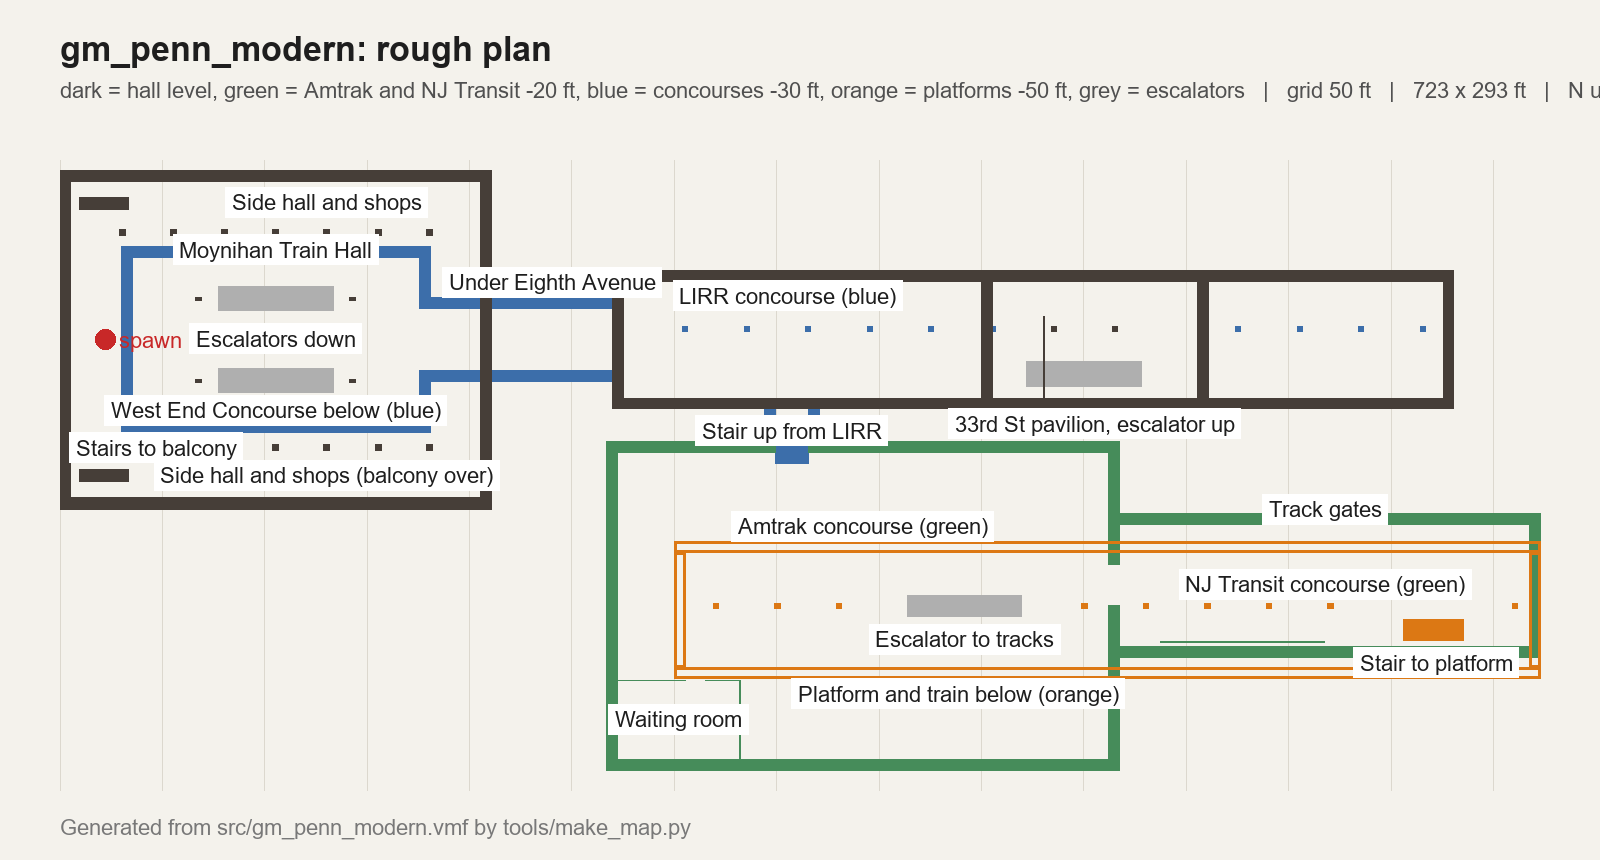 gm_penn_modern: rough plan
dark = hall level, green = Amtrak and NJ Transit -20 ft, blue = concourses -30 ft, orange = platforms -50 ft, grey = escalators | grid 50 ft | 723 x 293 ft | N u
Side hall and shops
Moynihan Train Hall
Under Eighth Avenue
LIRR concourse (blue)
spawn
Escalators down
West End Concourse below (blue)
33rd St pavilion, escalator up
Stair up from LIRR
Stairs to balcony
Side hall and shops (balcony over)
Track gates
Amtrak concourse (green)
NJ Transit concourse (green)
Escalator to tracks
Stair to platform
Platform and train below (orange)
Waiting room
Generated from src/gm_penn_modern.vmf by tools/make_map.py